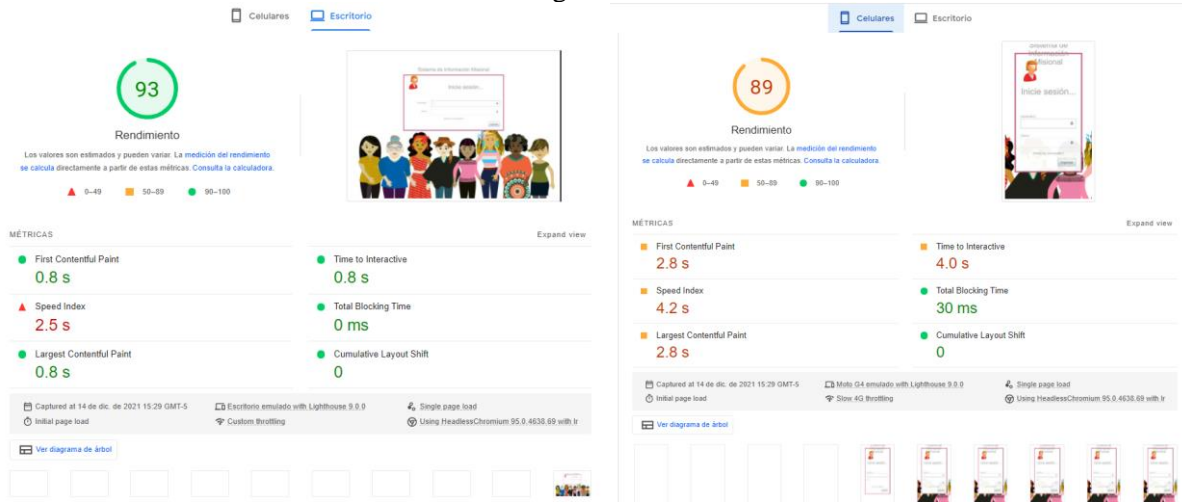 Celulares
Escritorio
93
Rendimiento
Los valores son estimados y pueden variar. La medición del rendimiento
se calcula directamente a partir de estas métricas. Consulta la calculadora.
0–49
50–89
90–100
Sistema de Información Misional
Inicie sesión...
MÉTRICAS
Expand view
First Contentful Paint
0.8 s
Time to Interactive
0.8 s
Speed Index
2.5 s
Total Blocking Time
0 ms
Largest Contentful Paint
0.8 s
Cumulative Layout Shift
0
Captured at 14 de dic. de 2021 15:29 GMT-5
Escritorio emulado with Lighthouse 9.0.0
Single page load
Initial page load
Custom throttling
Using HeadlessChromium 95.0.4638.69 with lr
Ver diagrama de árbol
Celulares
Escritorio
89
Rendimiento
Los valores son estimados y pueden variar. La medición del rendimiento
se calcula directamente a partir de estas métricas. Consulta la calculadora.
0–49
50–89
90–100
Sistema de
Información
Misional
Inicie sesión...
MÉTRICAS
Expand view
First Contentful Paint
2.8 s
Time to Interactive
4.0 s
Speed Index
4.2 s
Total Blocking Time
30 ms
Largest Contentful Paint
2.8 s
Cumulative Layout Shift
0
Captured at 14 de dic. de 2021 15:29 GMT-5
Moto G4 emulado with Lighthouse 9.0.0
Single page load
Initial page load
Slow 4G throttling
Using HeadlessChromium 95.0.4638.69 with lr
Ver diagrama de árbol